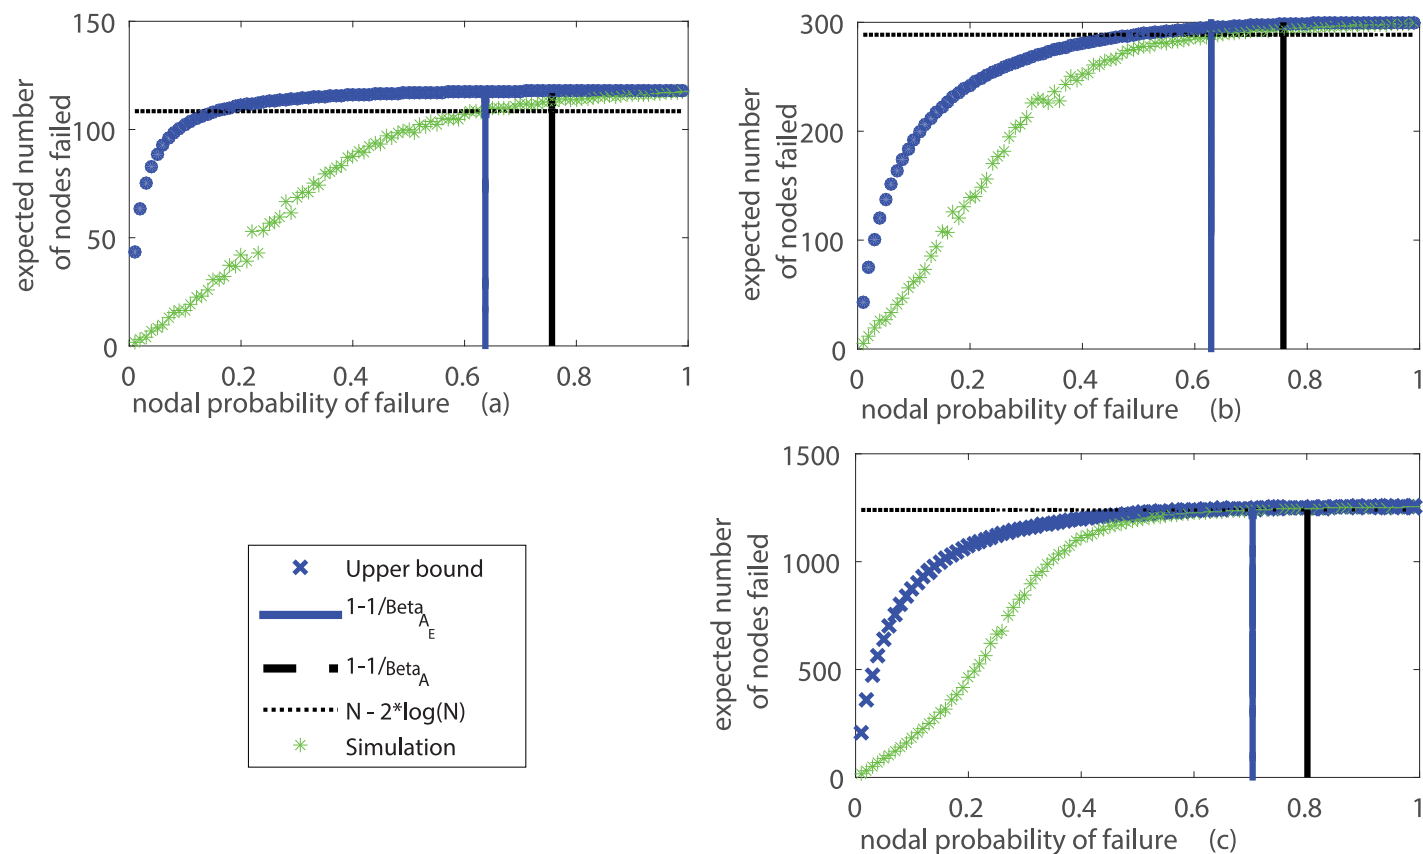 150
100
50
0
expected number
of nodes failed
0 0.2 0.4 0.6 0.8 1
nodal probability of failure (a)
300
200
100
0
expected number
of nodes failed
0 0.2 0.4 0.6 0.8 1
nodal probability of failure (b)
Upper bound
1-1/Beta A E
1-1/Beta A
N - 2*log(N)
Simulation
1500
1000
500
0
expected number
of nodes failed
0 0.2 0.4 0.6 0.8 1
nodal probability of failure (c)